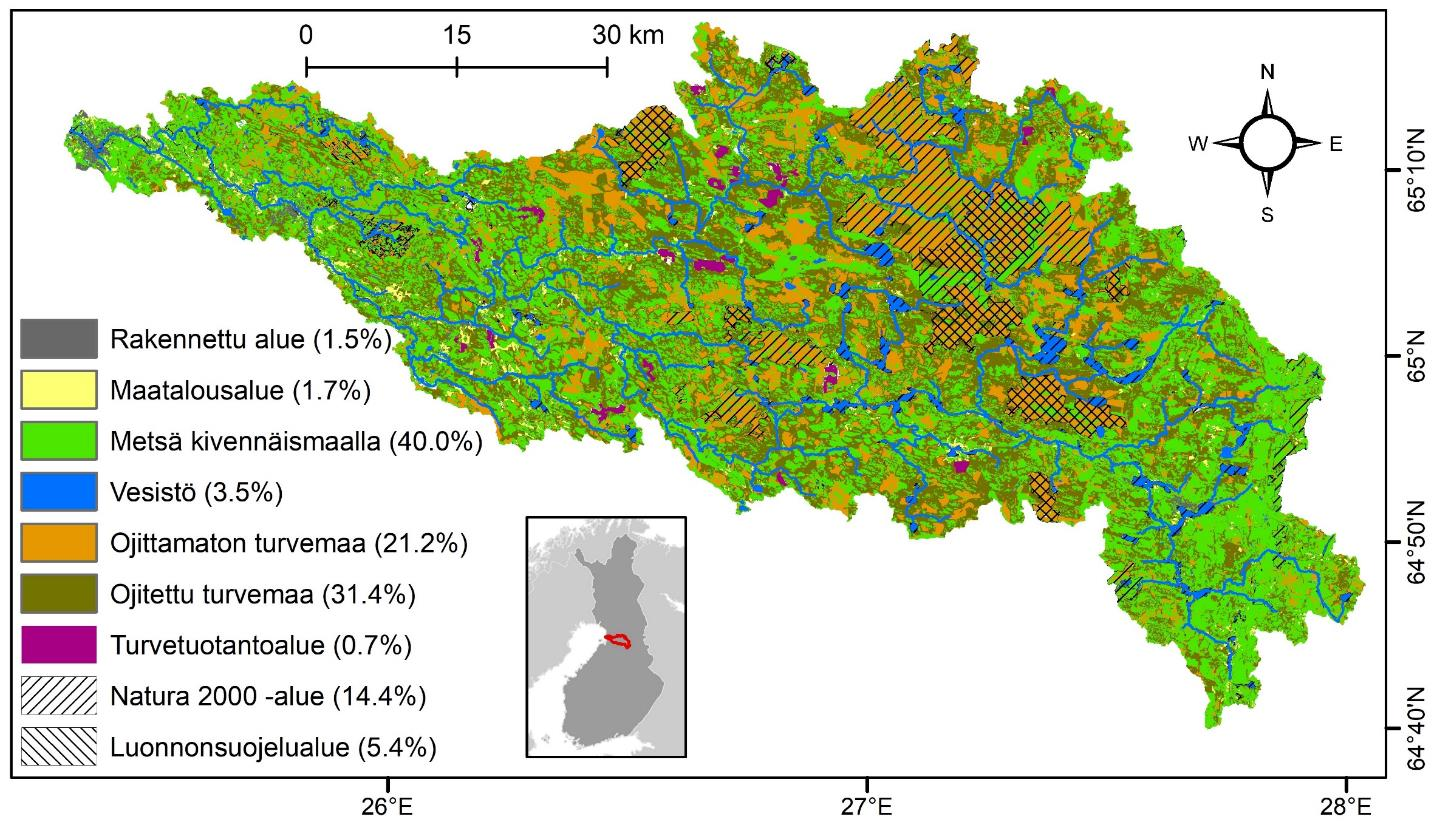 0 15 30 km
N
W E
S
Rakennettu alue (1.5%)
Maatalousalue (1.7%)
Metsä kivennäismaalla (40.0%)
Vesistö (3.5%)
Ojittamaton turvemaa (21.2%)
Ojitettu turvemaa (31.4%)
Turvetuotantoalue (0.7%)
Natura 2000 -alue (14.4%)
Luonnonsuojelualue (5.4%)
65°10'N
65°N
64°50'N
64°40'N
26°E 27°E 28°E